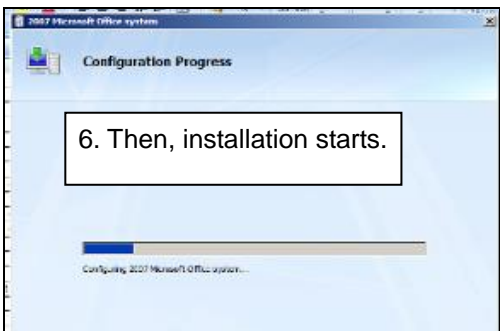 2007 Microsoft Office system
Configuration Progress
6. Then, installation starts.
Configuring 2007 Microsoft Office system...